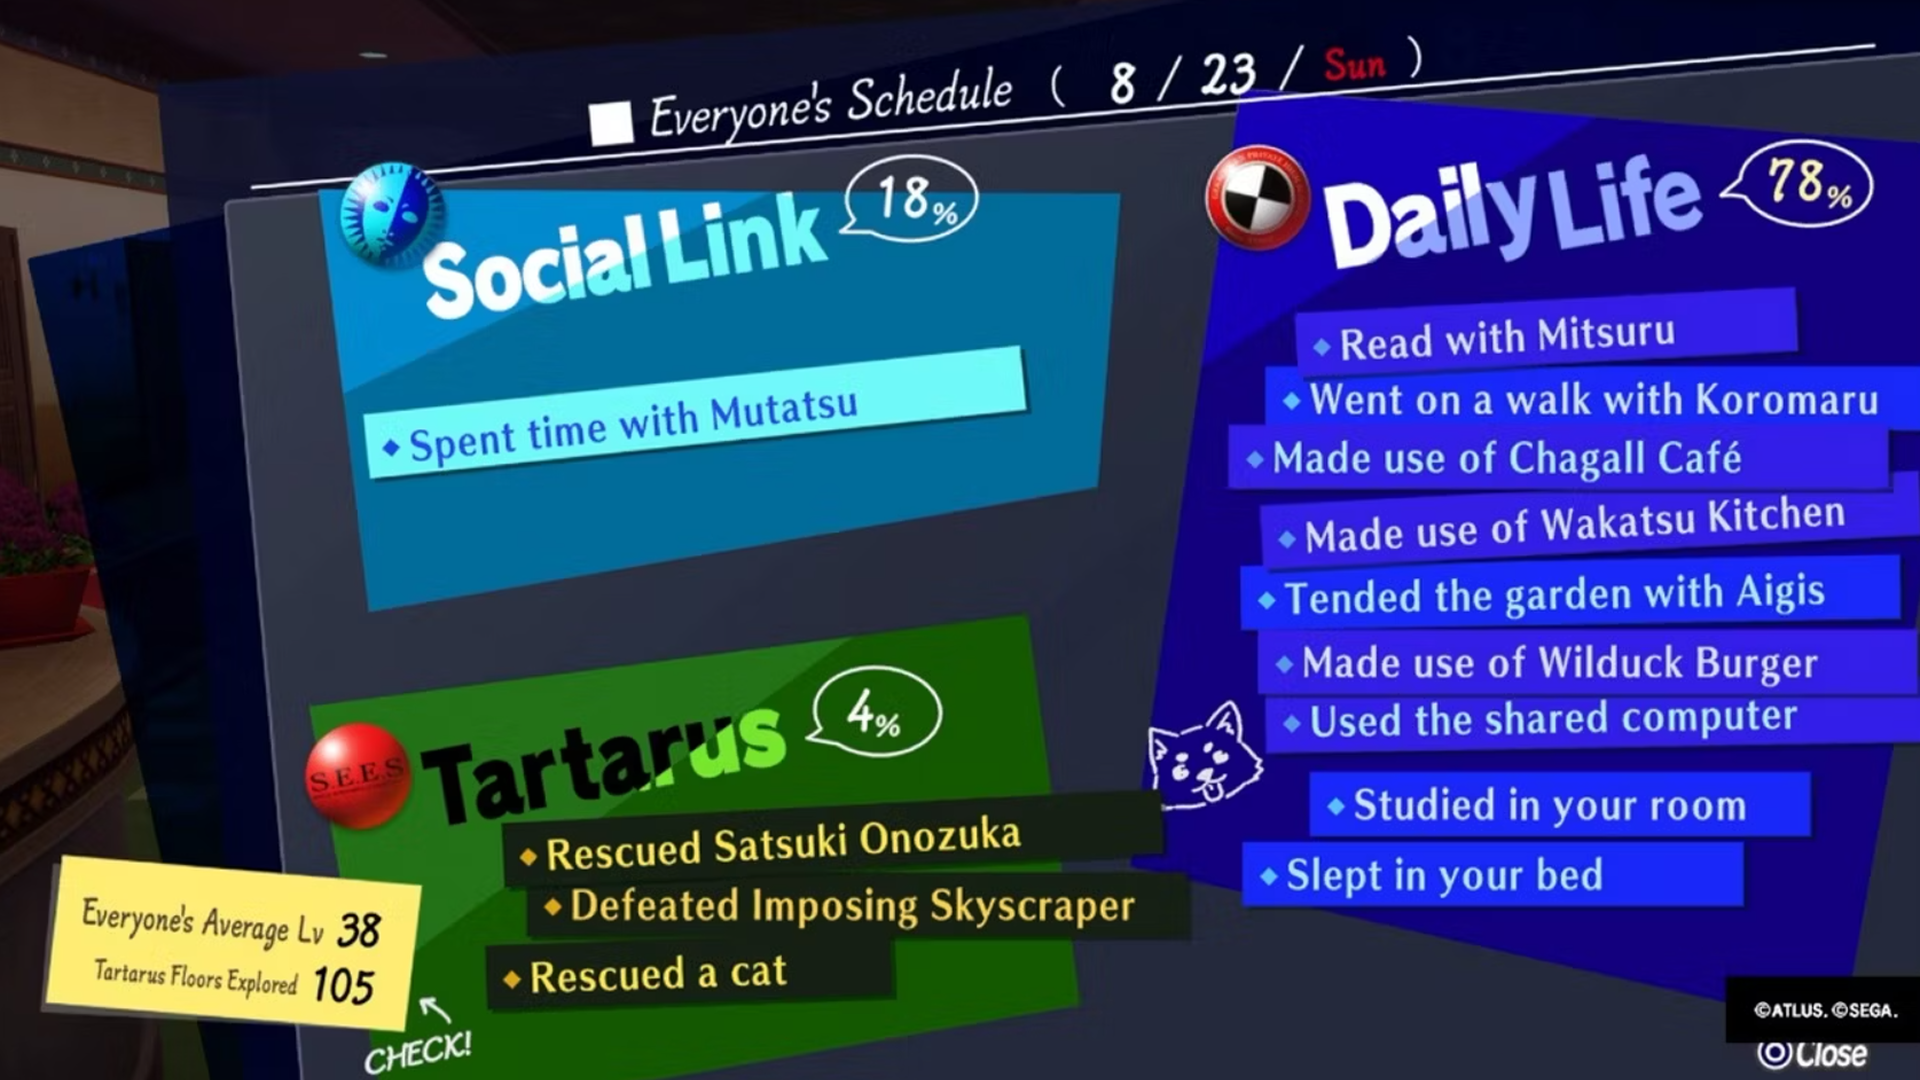 Everyone's Schedule ( 8 / 23 / Sun )
Social Link 18%
Spent time with Mutatsu
Daily Life 78%
Read with Mitsuru
Went on a walk with Koromaru
Made use of Chagall Café
Made use of Wakatsu Kitchen
Tended the garden with Aigis
Made use of Wilduck Burger
Used the shared computer
Studied in your room
Slept in your bed
S.E.E.S
Tartarus 4%
Rescued Satsuki Onozuka
Defeated Imposing Skyscraper
Rescued a cat
Everyone's Average Lv 38
Tartarus Floors Explored 105
CHECK!
©ATLUS. ©SEGA.
Close